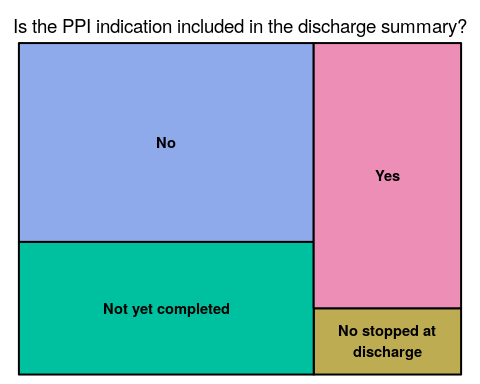 Is the PPI indication included in the discharge summary?
No
Yes
Not yet completed
No stopped at
discharge